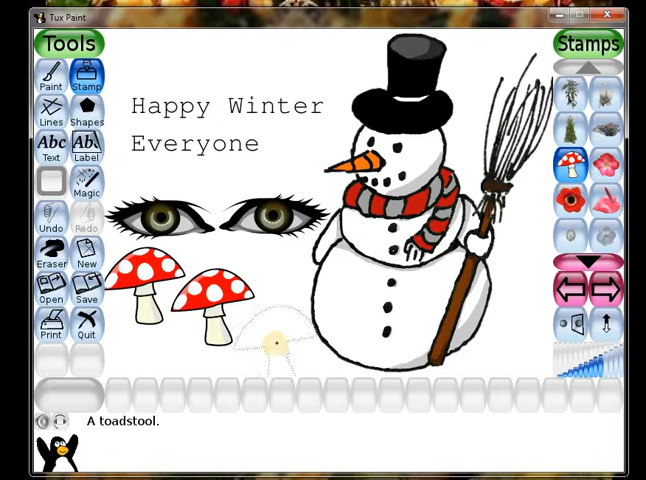 Tux Paint
Tools
Stamps
Paint
Stamp
Lines
Shapes
Abc
Text
Abc
Label
Magic
Undo
Redo
Eraser
New
Open
Save
Print
Quit
Happy Winter
Everyone
A toadstool.